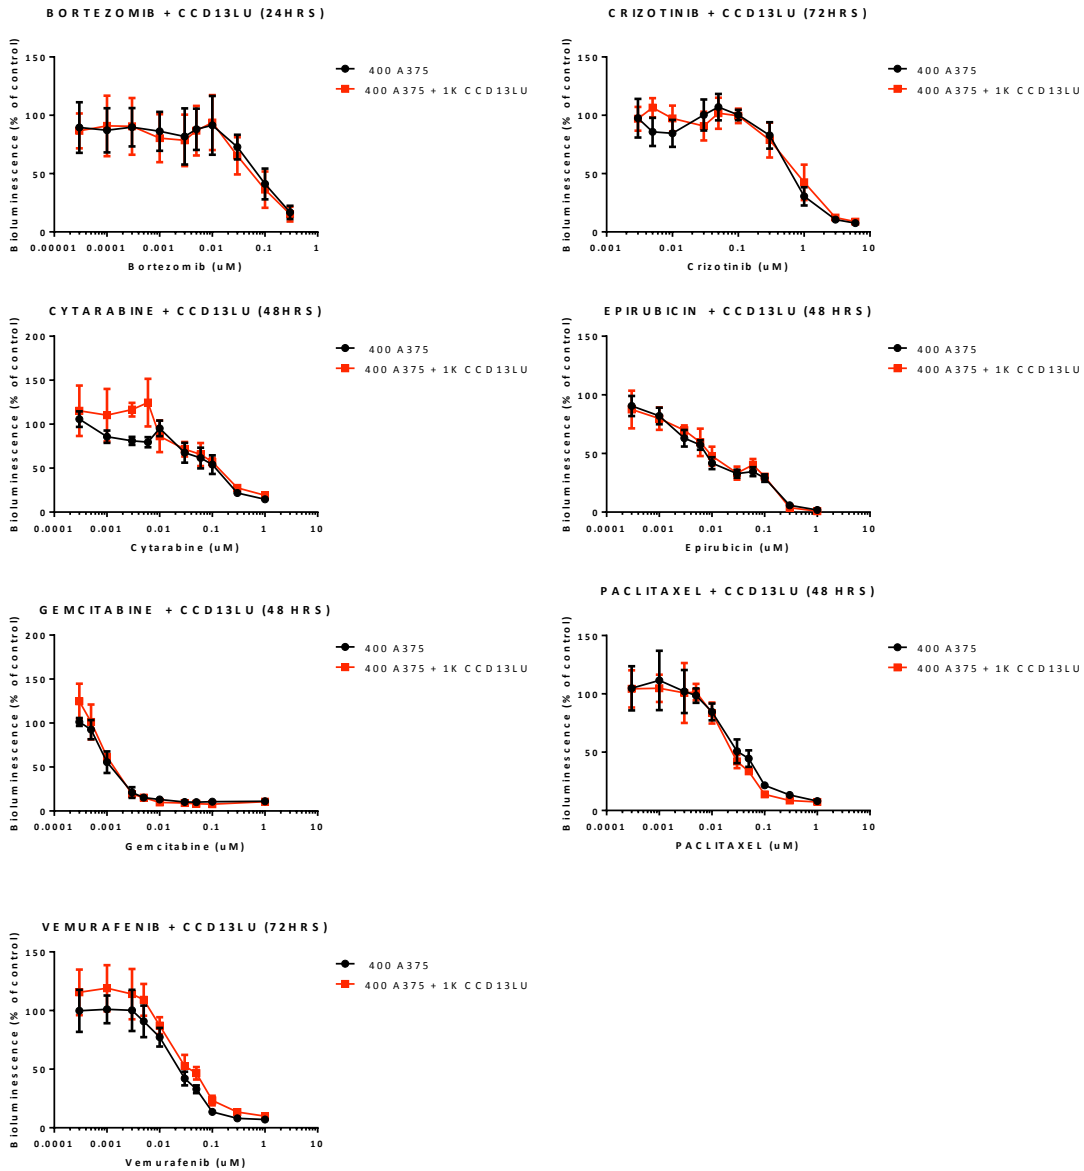 BORTEZOMIB + CCD13LU (24HRS)
Bioluminescence (% of control)
150
100
50
0
0.00001 0.0001 0.001 0.01 0.1 1
Bortezomib (uM)
400 A375
400 A375 + 1K CCD13LU
CRIZOTINIB + CCD13LU (72HRS)
Bioluminescence (% of control)
150
100
50
0
0.001 0.01 0.1 1 10
Crizotinib (uM)
400 A375
400 A375 + 1K CCD13LU
CYTARABINE + CCD13LU (48HRS)
Bioluminescence (% of control)
200
150
100
50
0
0.0001 0.001 0.01 0.1 1 10
Cytarabine (uM)
400 A375
400 A375 + 1K CCD13LU
EPIRUBICIN + CCD13LU (48 HRS)
Bioluminescence (% of control)
150
100
50
0
0.0001 0.001 0.01 0.1 1 10
Epirubicin (uM)
400 A375
400 A375 + 1K CCD13LU
GEMCITABINE + CCD13LU (48 HRS)
Bioluminescence (% of control)
200
150
100
50
0
0.0001 0.001 0.01 0.1 1 10
Gemcitabine (uM)
400 A375
400 A375 + 1K CCD13LU
PACLITAXEL + CCD13LU (48 HRS)
Bioluminescence (% of control)
150
100
50
0
0.0001 0.001 0.01 0.1 1 10
PACLITAXEL (uM)
400 A375
400 A375 + 1K CCD13LU
VEMURAFENIB + CCD13LU (72HRS)
Bioluminescence (% of control)
150
100
50
0
0.0001 0.001 0.01 0.1 1 10
Vemurafenib (uM)
400 A375
400 A375 + 1K CCD13LU